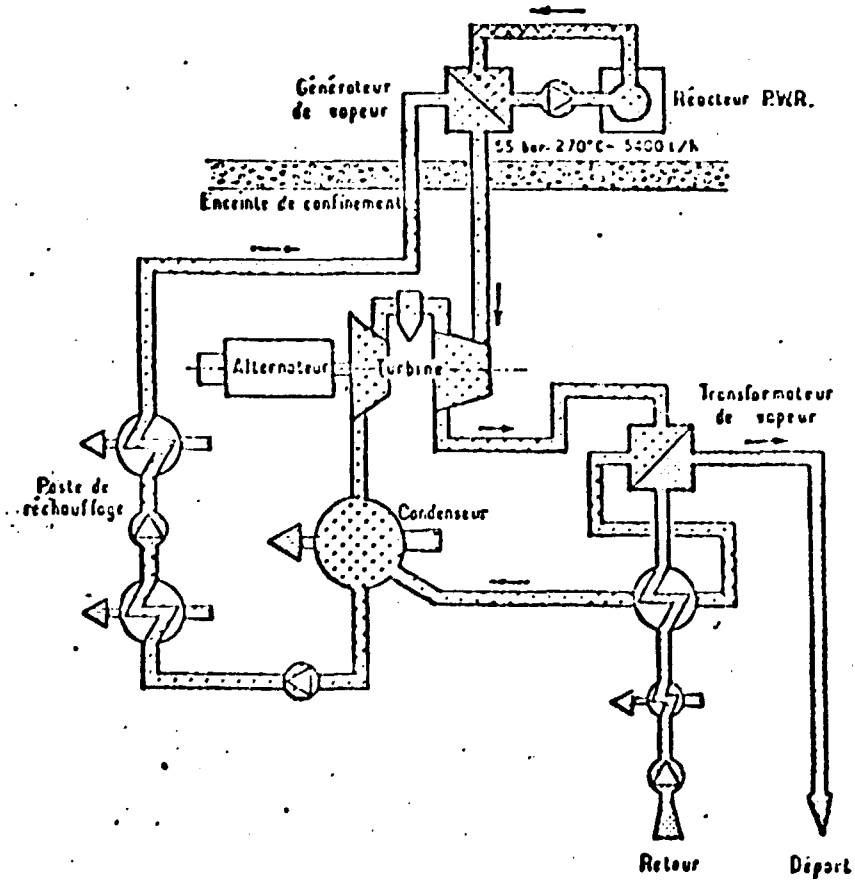 Générateur
de vapeur
Réacteur P.W.R.
55 bar- 270°C- 5400 t/h
Enceinte de confinement
Alternateur
Turbine
Transformateur
de vapeur
Poste de
réchauffage
Condenseur
Retour
Départ